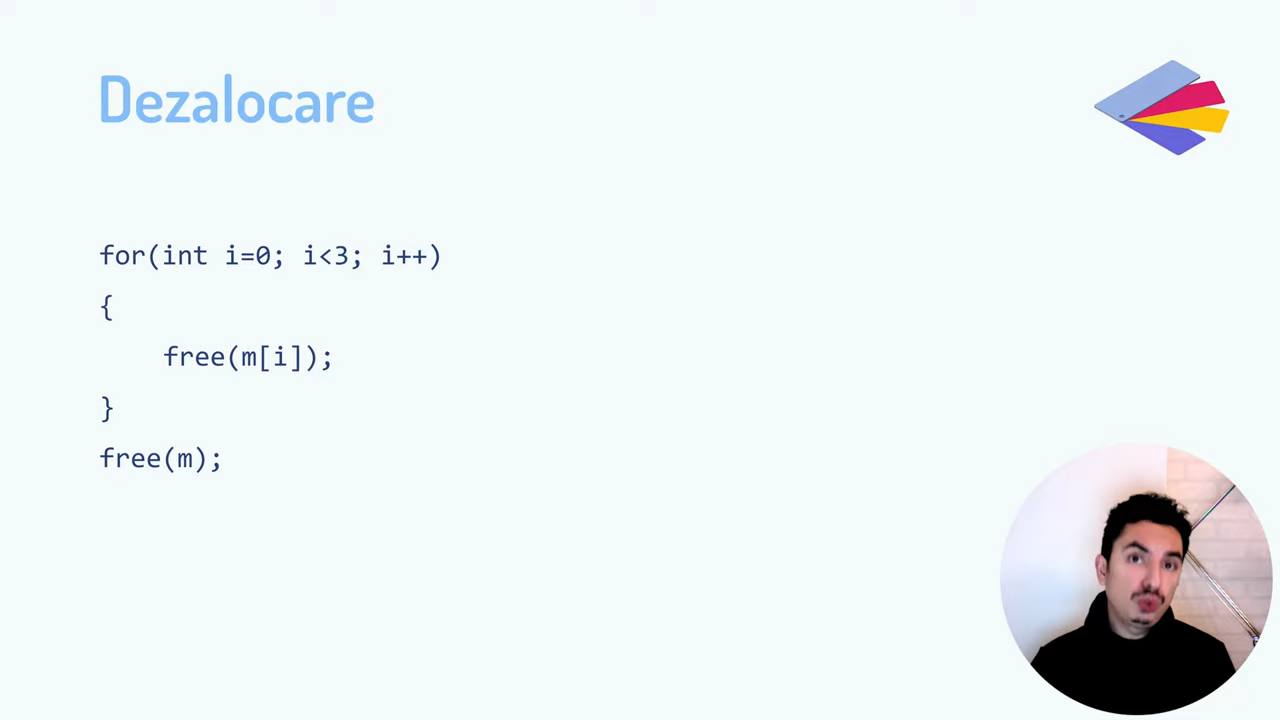 Dezalocare
for(int i=0; i<3; i++)
{
free(m[i]);
}
free(m);